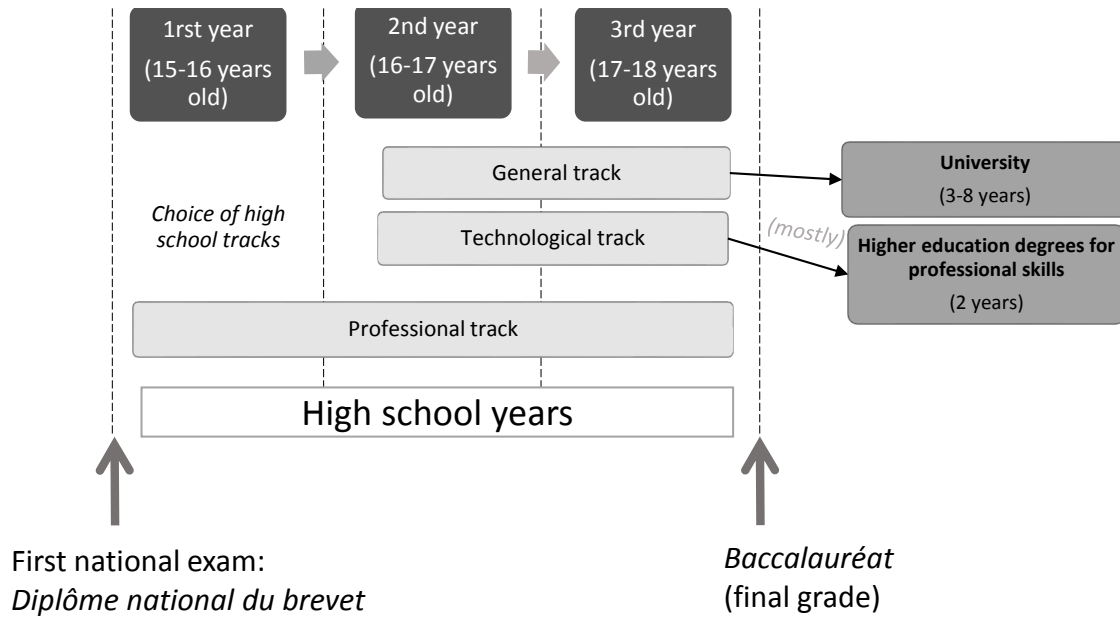 1rst year
(15-16 years
old)
2nd year
(16-17 years
old)
3rd year
(17-18 years
old)
General track
University
(3-8 years)
Choice of high
school tracks
Technological track
(mostly)
Higher education degrees for
professional skills
(2 years)
Professional track
High school years
First national exam:
Diplôme national du brevet
Baccalauréat
(final grade)